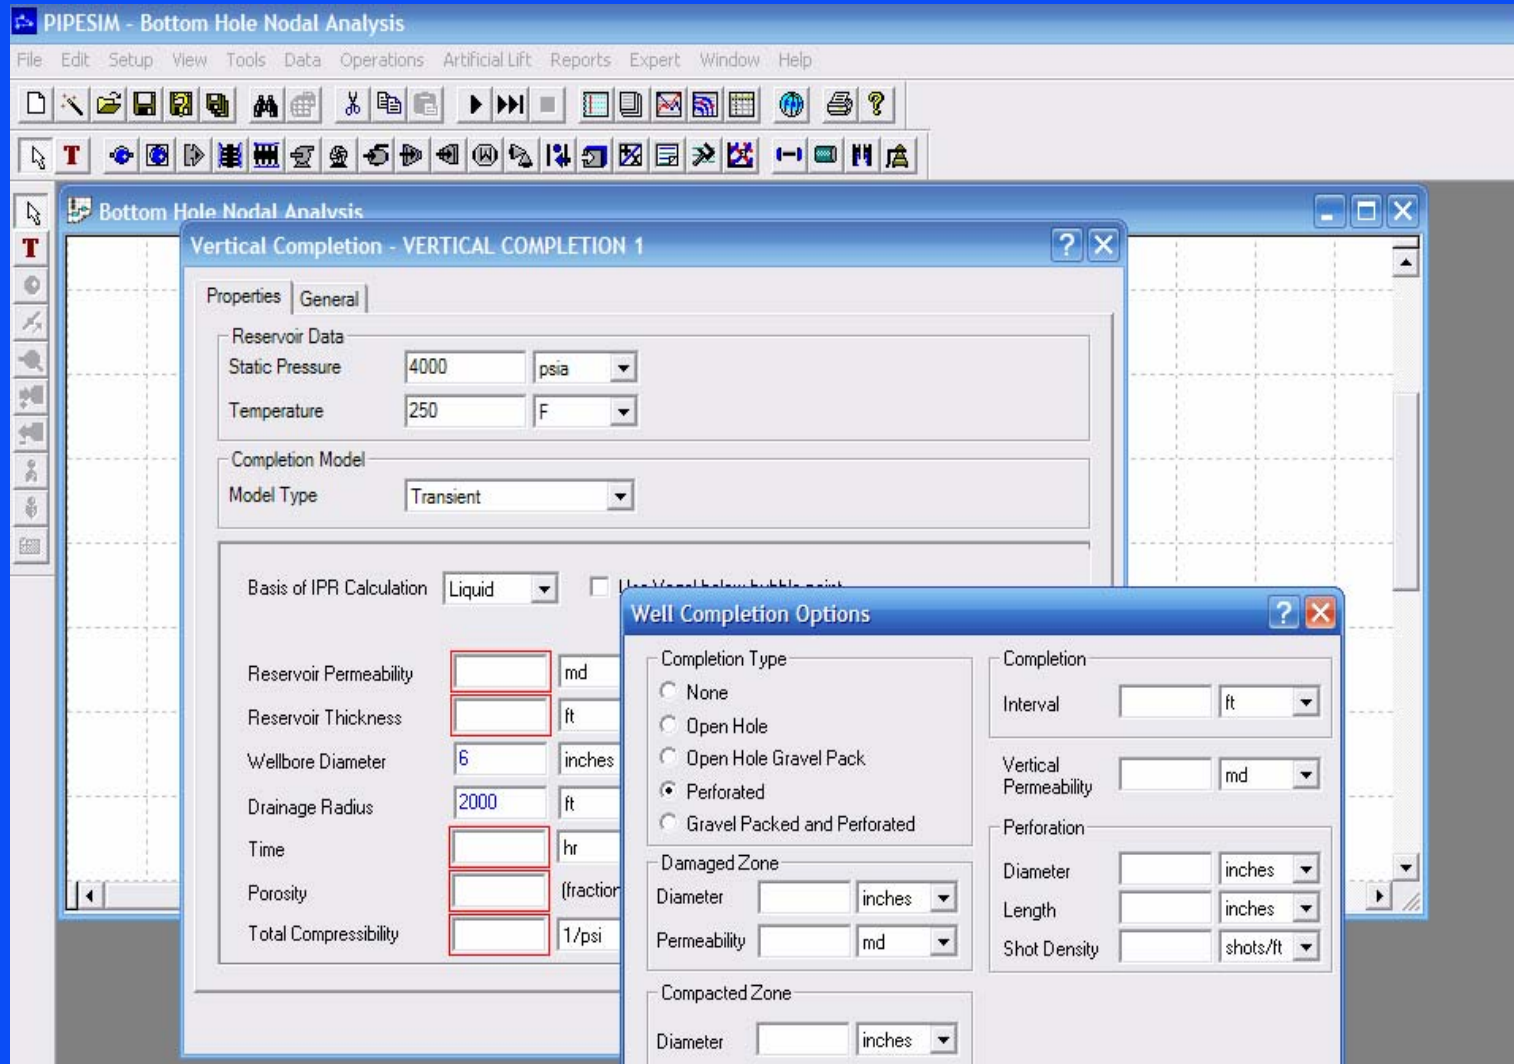 PIPESIM - Bottom Hole Nodal Analysis
File Edit Setup View Tools Data Operations Artificial Lift Reports Expert Window Help
T
Bottom Hole Nodal Analysis
T
Vertical Completion - VERTICAL COMPLETION 1
Properties General
Reservoir Data
Static Pressure 4000 psia
Temperature 250 F
Completion Model
Model Type Transient
Basis of IPR Calculation Liquid Use Vogel below bubble point
Reservoir Permeability md
Reservoir Thickness ft
Wellbore Diameter 6 inches
Drainage Radius 2000 ft
Time hr
Porosity (fraction
Total Compressibility 1/psi
Well Completion Options
Completion Type
None
Open Hole
Open Hole Gravel Pack
Perforated
Gravel Packed and Perforated
Damaged Zone
Diameter inches
Permeability md
Compacted Zone
Diameter inches
Completion
Interval ft
Vertical
Permeability md
Perforation
Diameter inches
Length inches
Shot Density shots/ft